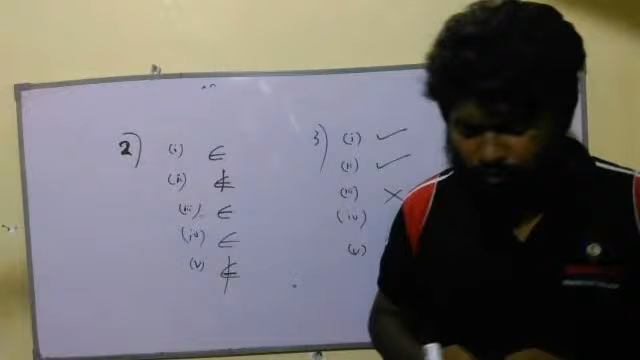 2) (i) ∈
(ii) ∉
(iii) ∈
(iv) ∈
(v) ∉
3) (i) ✓
(ii) ✓
(iii) ✗
(iv)
(v)